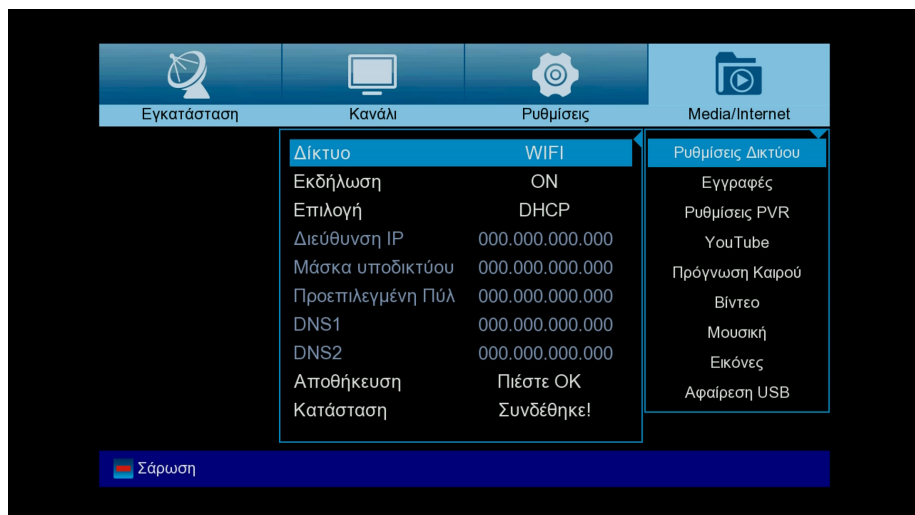 Εγκατάσταση Κανάλι Ρυθμίσεις Media/Internet
Δίκτυο WIFI
Εκδήλωση ON
Επιλογή DHCP
Διεύθυνση IP 000.000.000.000
Μάσκα υποδικτύου 000.000.000.000
Προεπιλεγμένη Πύλ 000.000.000.000
DNS1 000.000.000.000
DNS2 000.000.000.000
Αποθήκευση Πιέστε OK
Κατάσταση Συνδέθηκε!
Ρυθμίσεις Δικτύου
Εγγραφές
Ρυθμίσεις PVR
YouTube
Πρόγνωση Καιρού
Βίντεο
Μουσική
Εικόνες
Αφαίρεση USB
Σάρωση